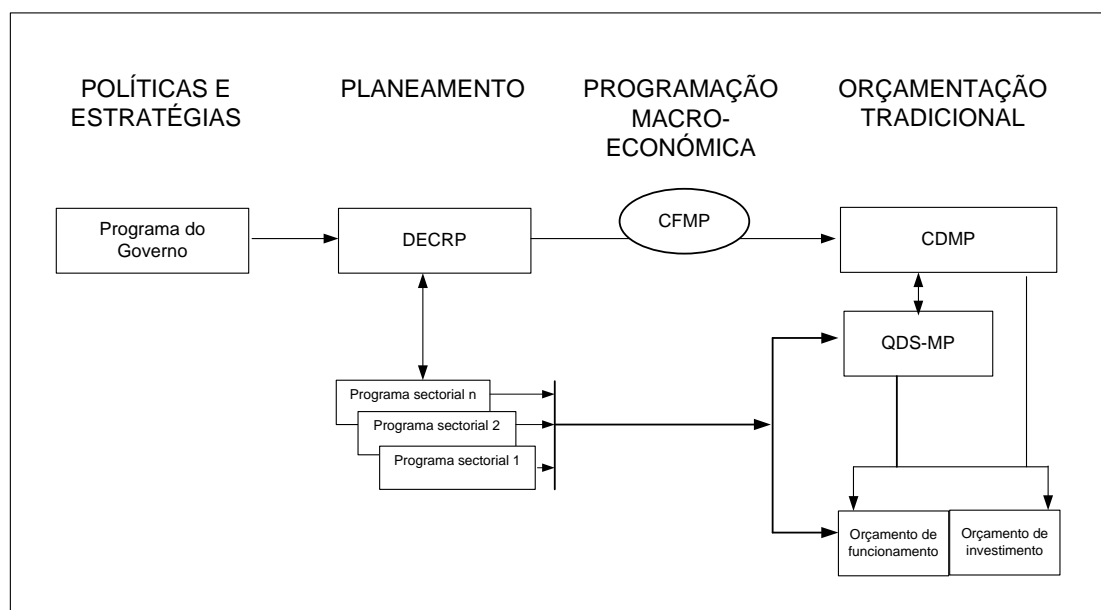 POLÍTICAS E
ESTRATÉGIAS
PLANEAMENTO
PROGRAMAÇÃO
MACRO-
ECONÓMICA
ORÇAMENTAÇÃO
TRADICIONAL
Programa do
Governo
DECRP
CFMP
CDMP
QDS-MP
Programa sectorial n
Programa sectorial 2
Programa sectorial 1
Orçamento de
funcionamento
Orçamento de
investimento